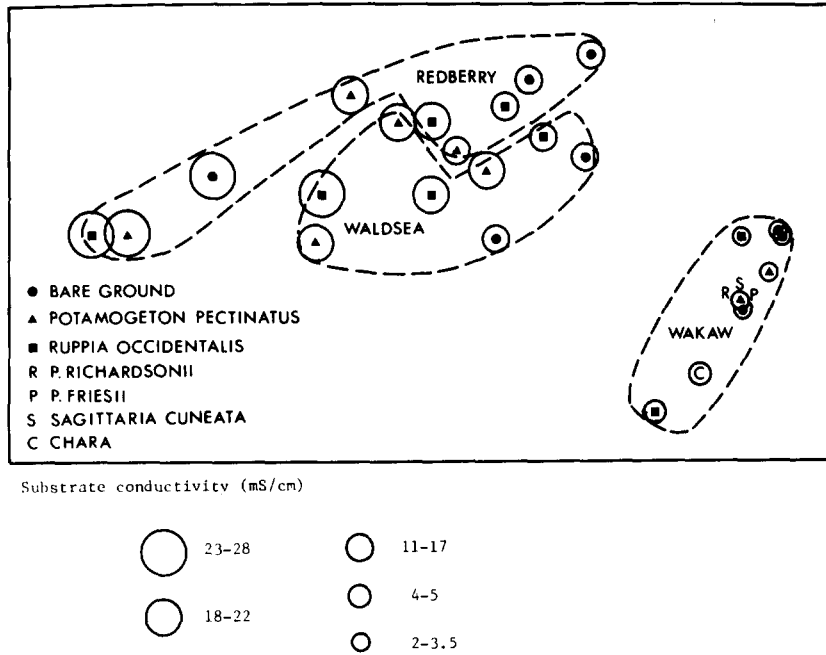 REDBERRY
WALDSEA
R S P
WAKAW
C
● BARE GROUND
▲ POTAMOGETON PECTINATUS
■ RUPPIA OCCIDENTALIS
R P. RICHARDSONII
P P. FRIESII
S SAGITTARIA CUNEATA
C CHARA
Substrate conductivity (mS/cm)
23-28
11-17
18-22
4-5
2-3.5